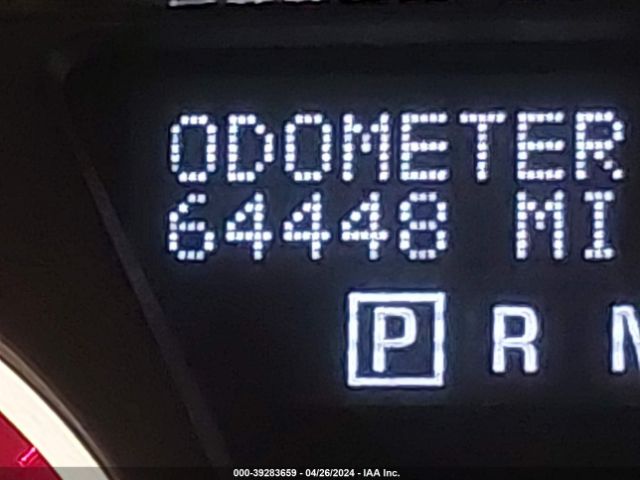 ODOMETER
64448 MI
P R N
000-39283659 - 04/26/2024 - IAA Inc.